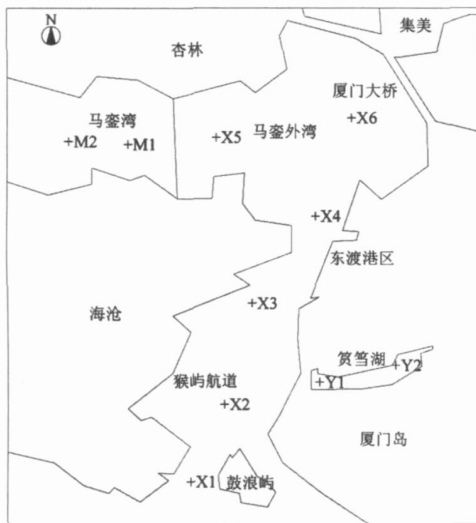 N
集美
杏林
厦门大桥
+X6
马銮湾
+M2 +M1
+X5 马銮外湾
+X4
东渡港区
海沧
+X3
筼筜湖
+Y2
+Y1
猴屿航道
+X2
厦门岛
+X1 鼓浪屿